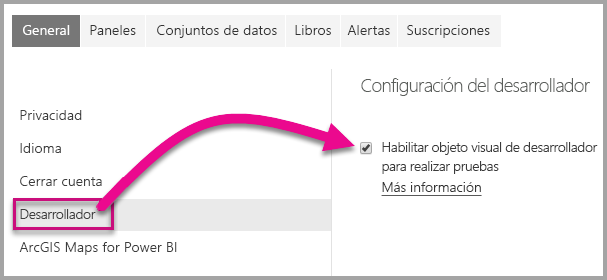 General Paneles Conjuntos de datos Libros Alertas Suscripciones
Privacidad
Idioma
Cerrar cuenta
Desarrollador
ArcGIS Maps for Power BI
Configuración del desarrollador
Habilitar objeto visual de desarrollador
para realizar pruebas
Más información